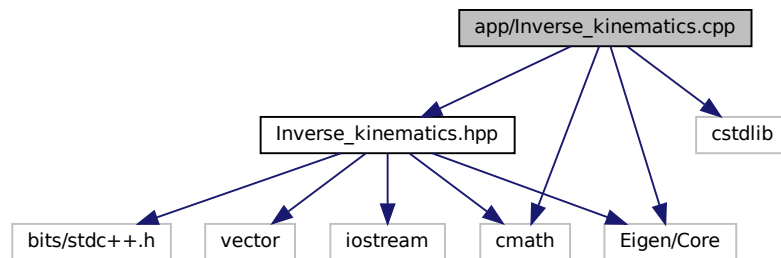 app/Inverse_kinematics.cpp
Inverse_kinematics.hpp
cstdlib
bits/stdc++.h
vector
iostream
cmath
Eigen/Core